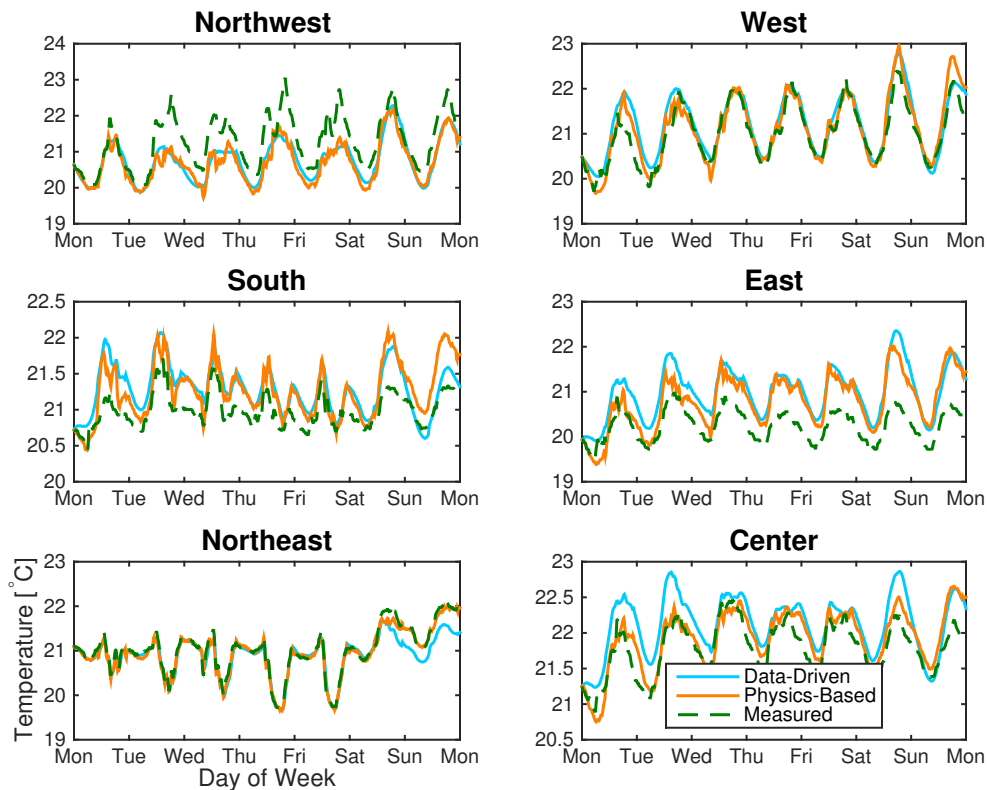 Northwest
24
23
22
21
20
19
Mon Tue Wed Thu Fri Sat Sun Mon
West
23
22
21
20
19
Mon Tue Wed Thu Fri Sat Sun Mon
South
22.5
22
21.5
21
20.5
20
Mon Tue Wed Thu Fri Sat Sun Mon
East
23
22
21
20
19
Mon Tue Wed Thu Fri Sat Sun Mon
Northeast
23
22
21
20
19
Mon Tue Wed Thu Fri Sat Sun Mon
Temperature [°C]
Day of Week
Center
23
22.5
22
21.5
21
20.5
Mon Tue Wed Thu Fri Sat Sun Mon
Data-Driven
Physics-Based
Measured